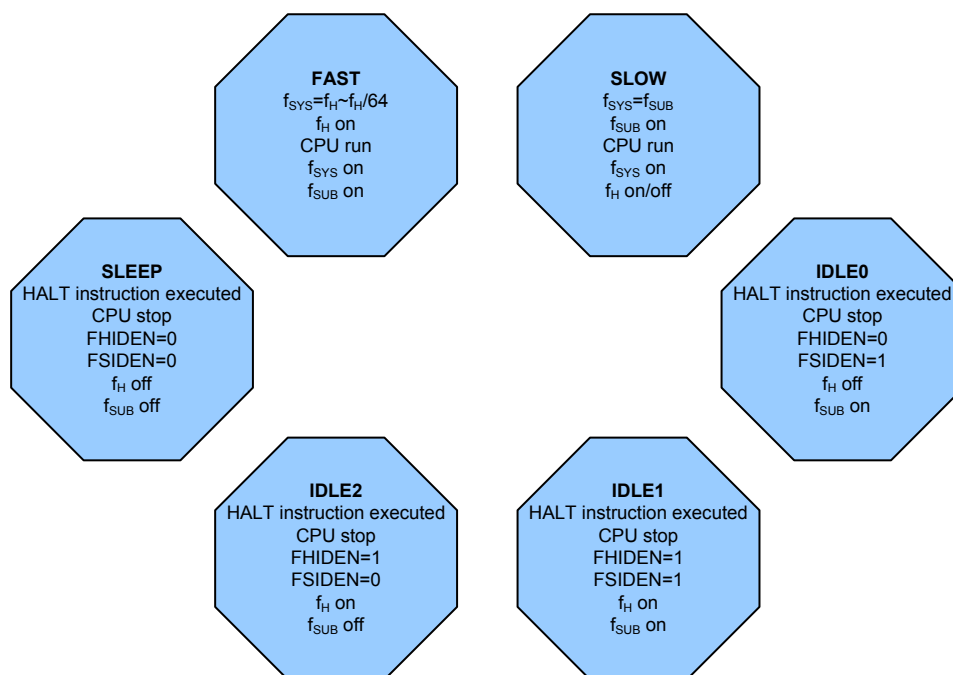 FAST
fSYS=fH~fH/64
fH on
CPU run
fSYS on
fSUB on
SLOW
fSYS=fSUB
fSUB on
CPU run
fSYS on
fH on/off
SLEEP
HALT instruction executed
CPU stop
FHIDEN=0
FSIDEN=0
fH off
fSUB off
IDLE0
HALT instruction executed
CPU stop
FHIDEN=0
FSIDEN=1
fH off
fSUB on
IDLE2
HALT instruction executed
CPU stop
FHIDEN=1
FSIDEN=0
fH on
fSUB off
IDLE1
HALT instruction executed
CPU stop
FHIDEN=1
FSIDEN=1
fH on
fSUB on